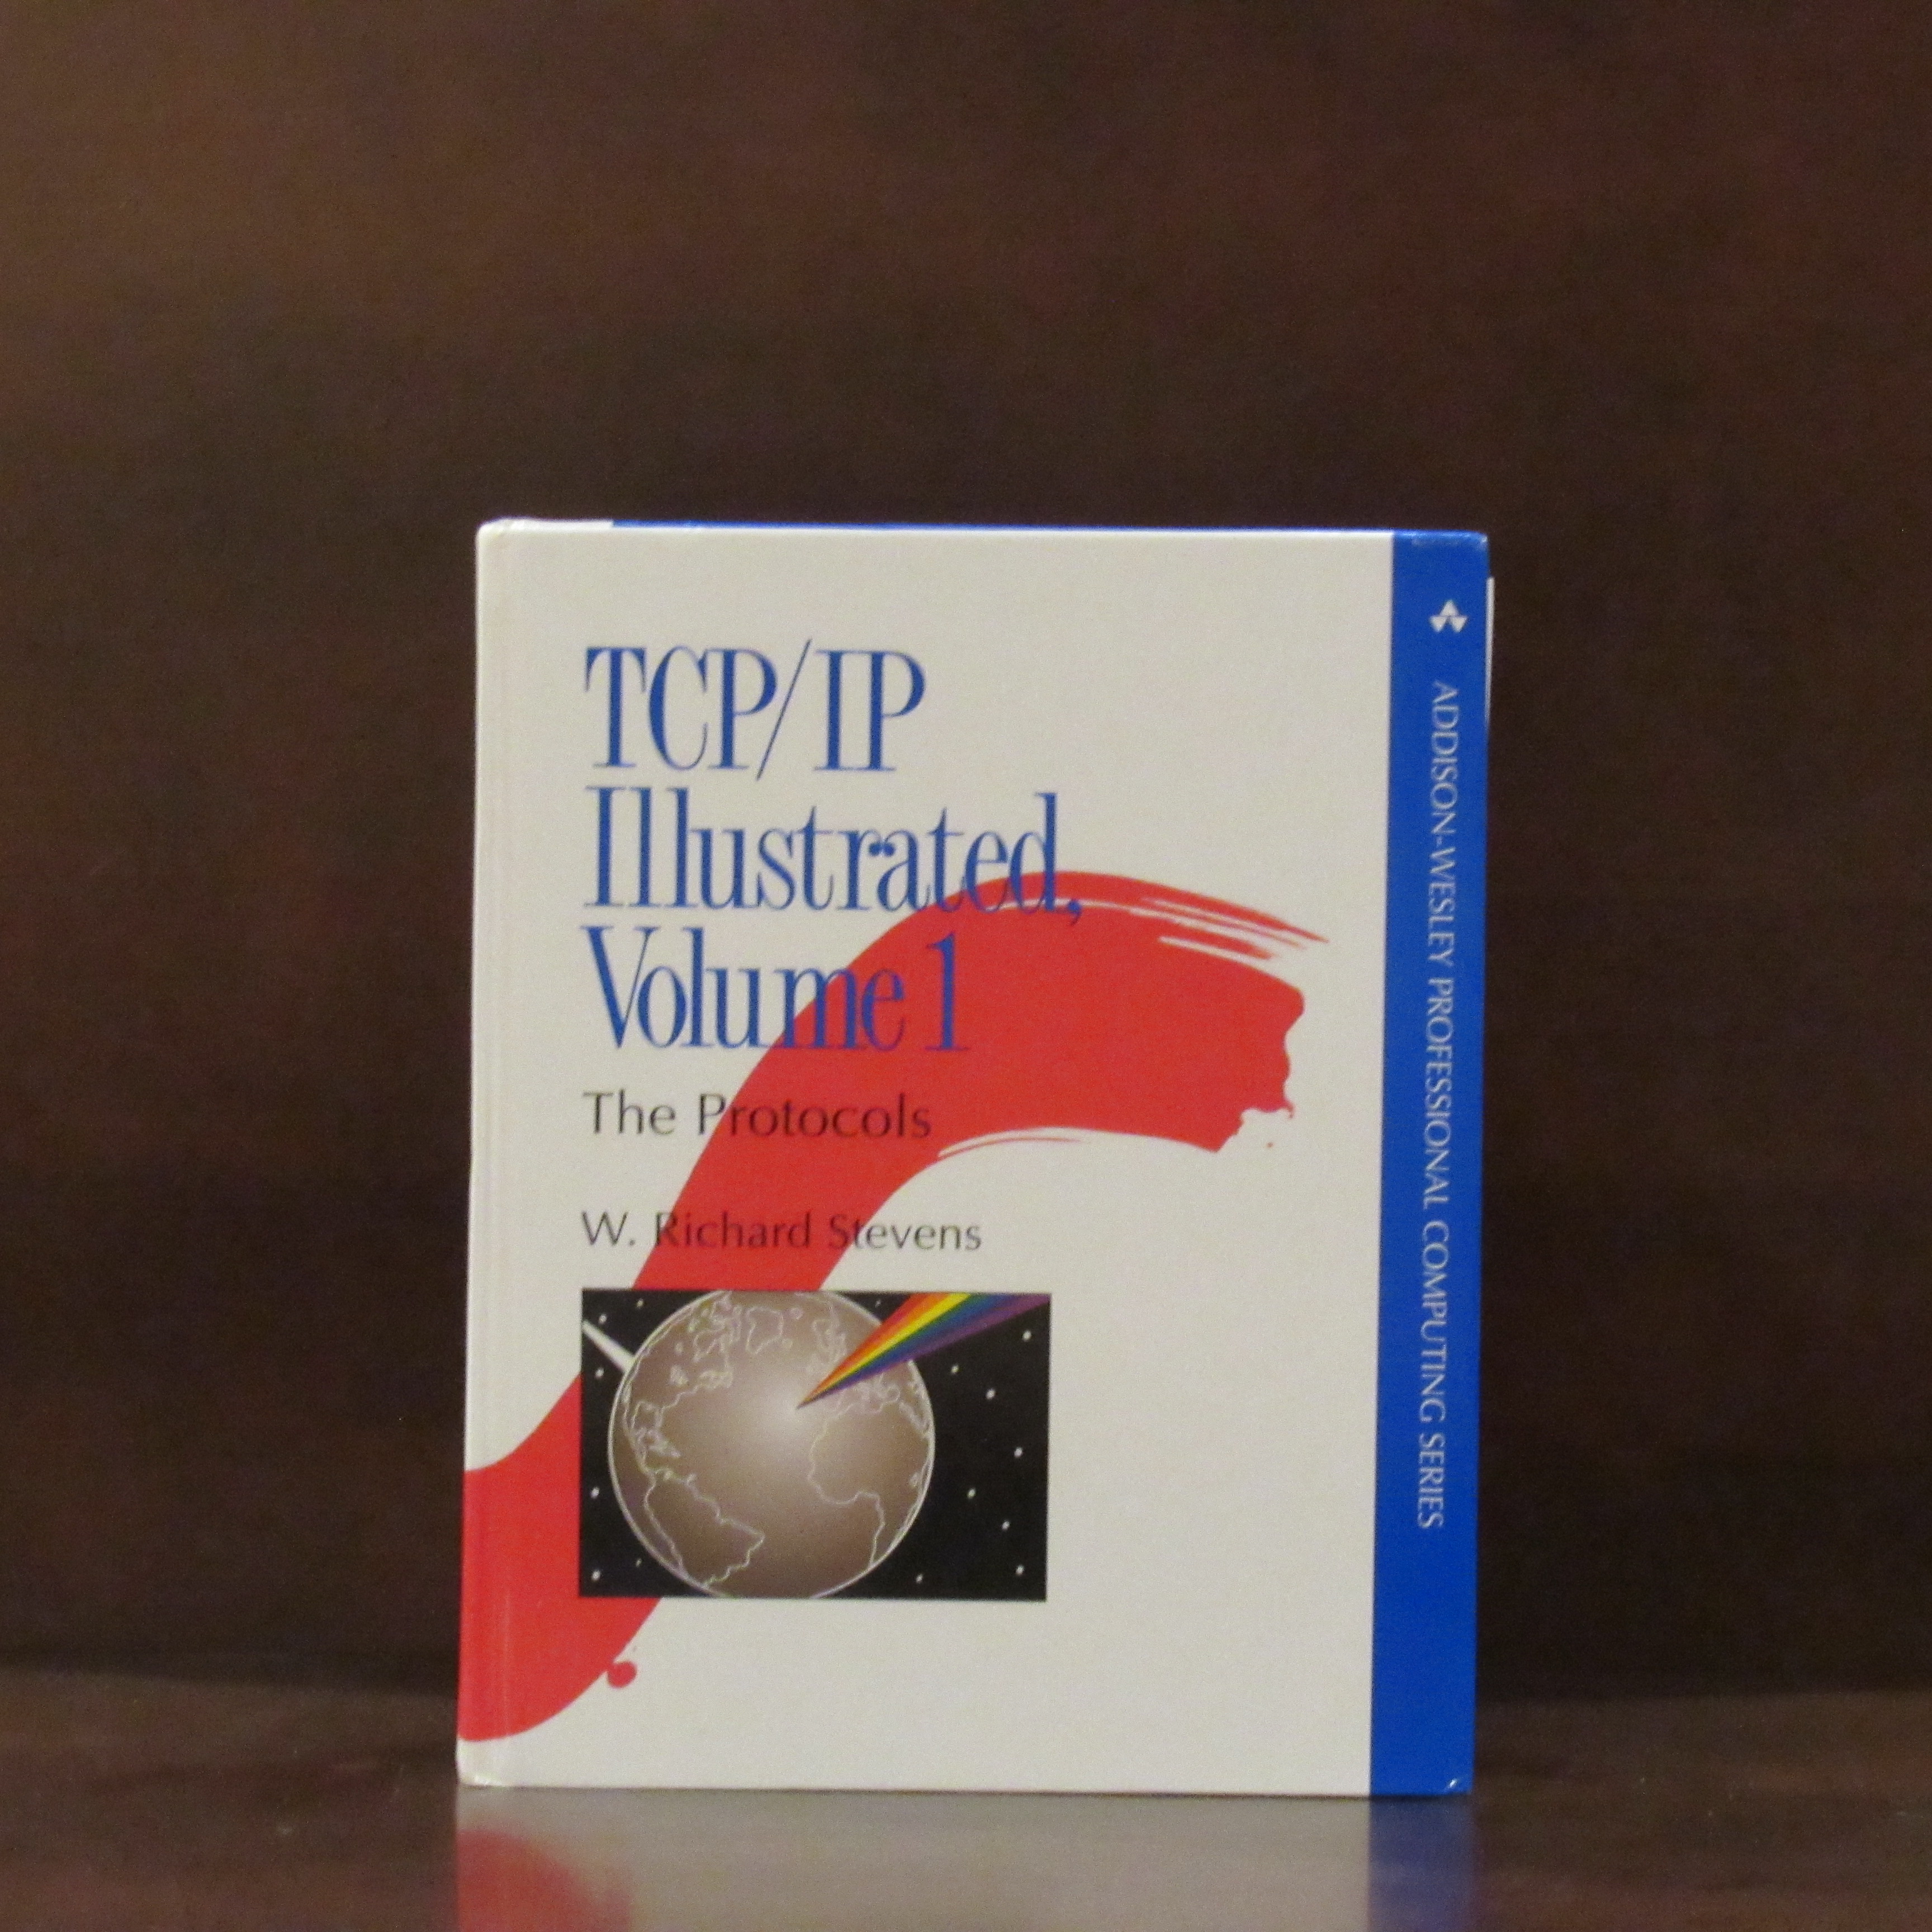 TCP/IP
Illustrated,
Volume 1
The Protocols
W. Richard Stevens
ADDISON-WESLEY PROFESSIONAL COMPUTING SERIES